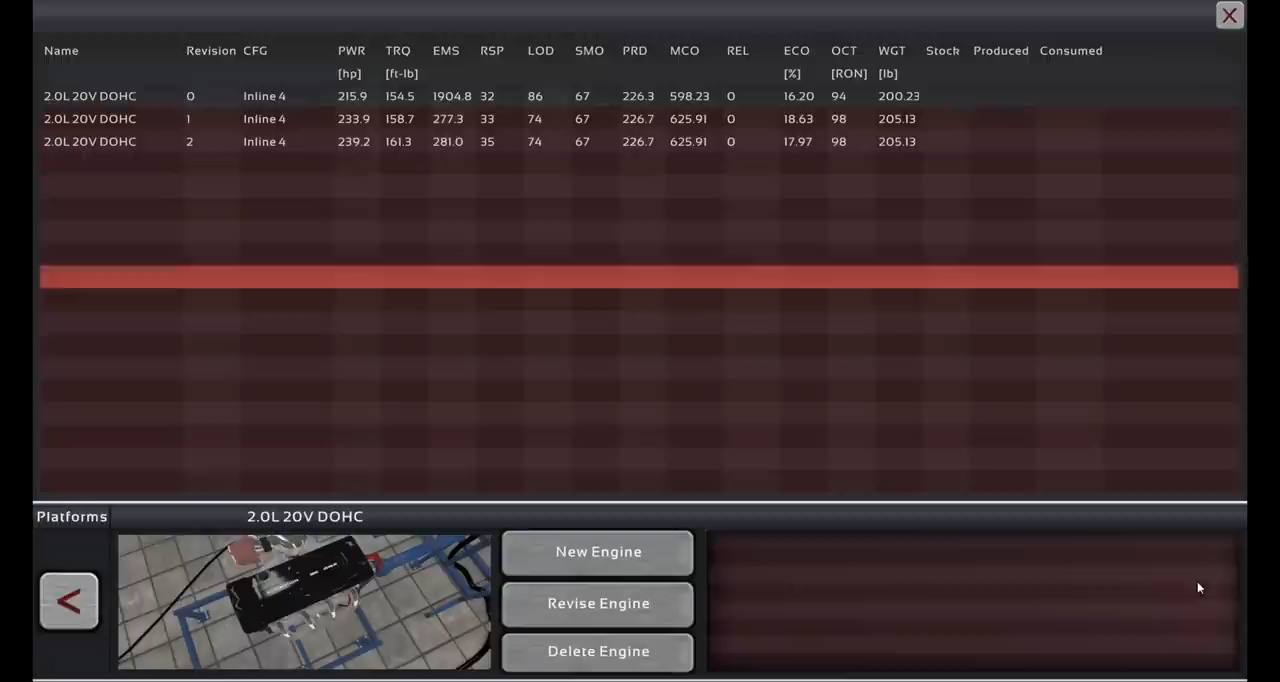 X
Name Revision CFG PWR TRQ EMS RSP LOD SMO PRD MCO REL ECO OCT WGT Stock Produced Consumed
[hp] [ft-lb] [%] [RON] [lb]
2.0L 20V DOHC 0 Inline 4 215.9 154.5 1904.8 32 86 67 226.3 598.23 0 16.20 94 200.23
2.0L 20V DOHC 1 Inline 4 233.9 158.7 277.3 33 74 67 226.7 625.91 0 18.63 98 205.13
2.0L 20V DOHC 2 Inline 4 239.2 161.3 281.0 35 74 67 226.7 625.91 0 17.97 98 205.13
Platforms 2.0L 20V DOHC
New Engine
<
Revise Engine
Delete Engine